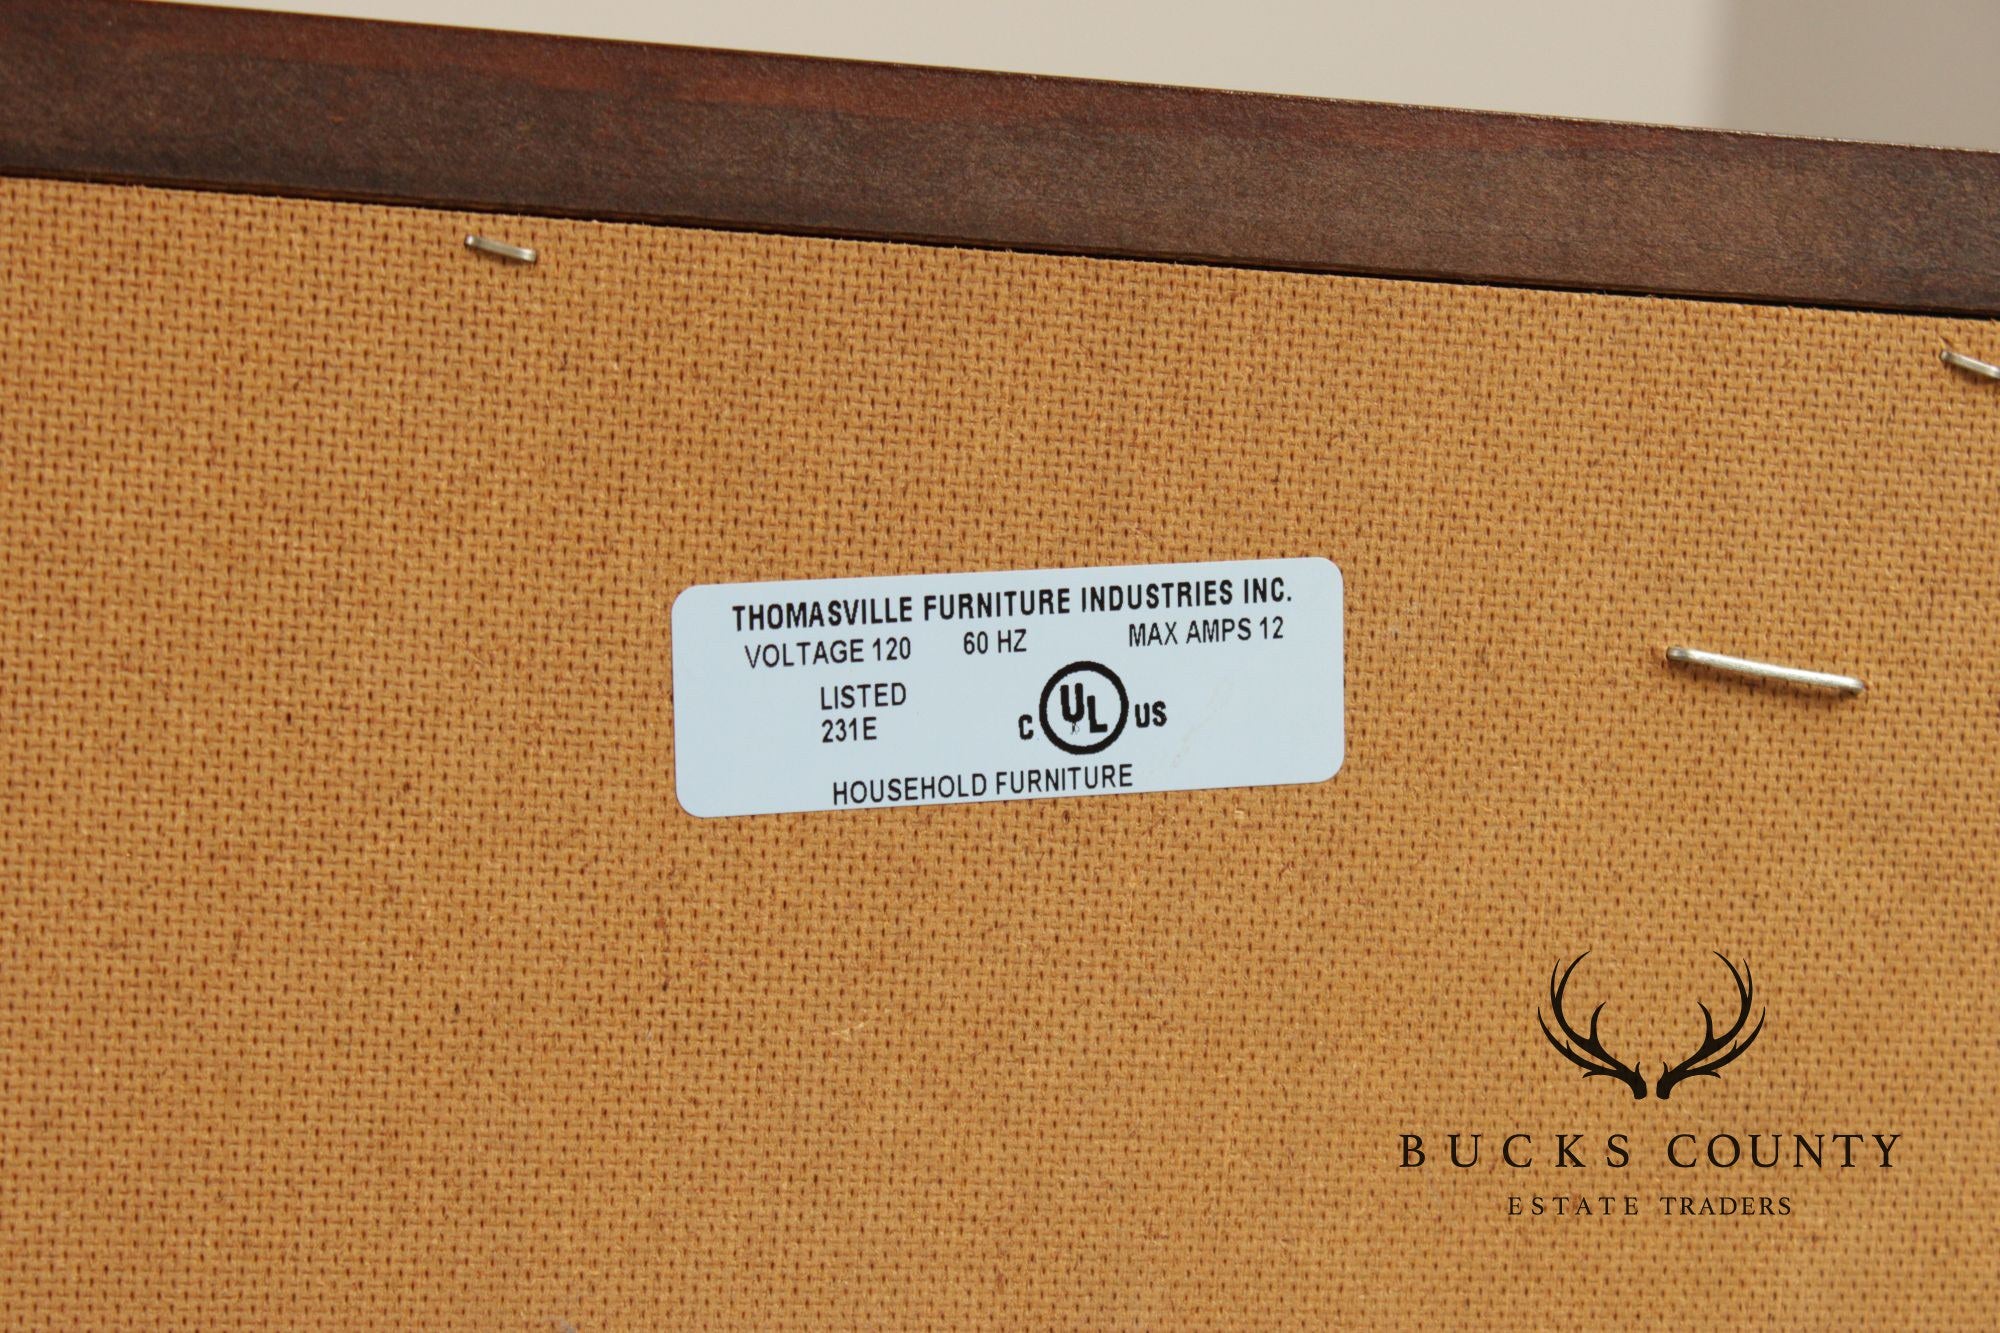 THOMASVILLE FURNITURE INDUSTRIES INC.
VOLTAGE 120 60 HZ MAX AMPS 12
LISTED
231E
C UL US
HOUSEHOLD FURNITURE
BUCKS COUNTY
ESTATE TRADERS